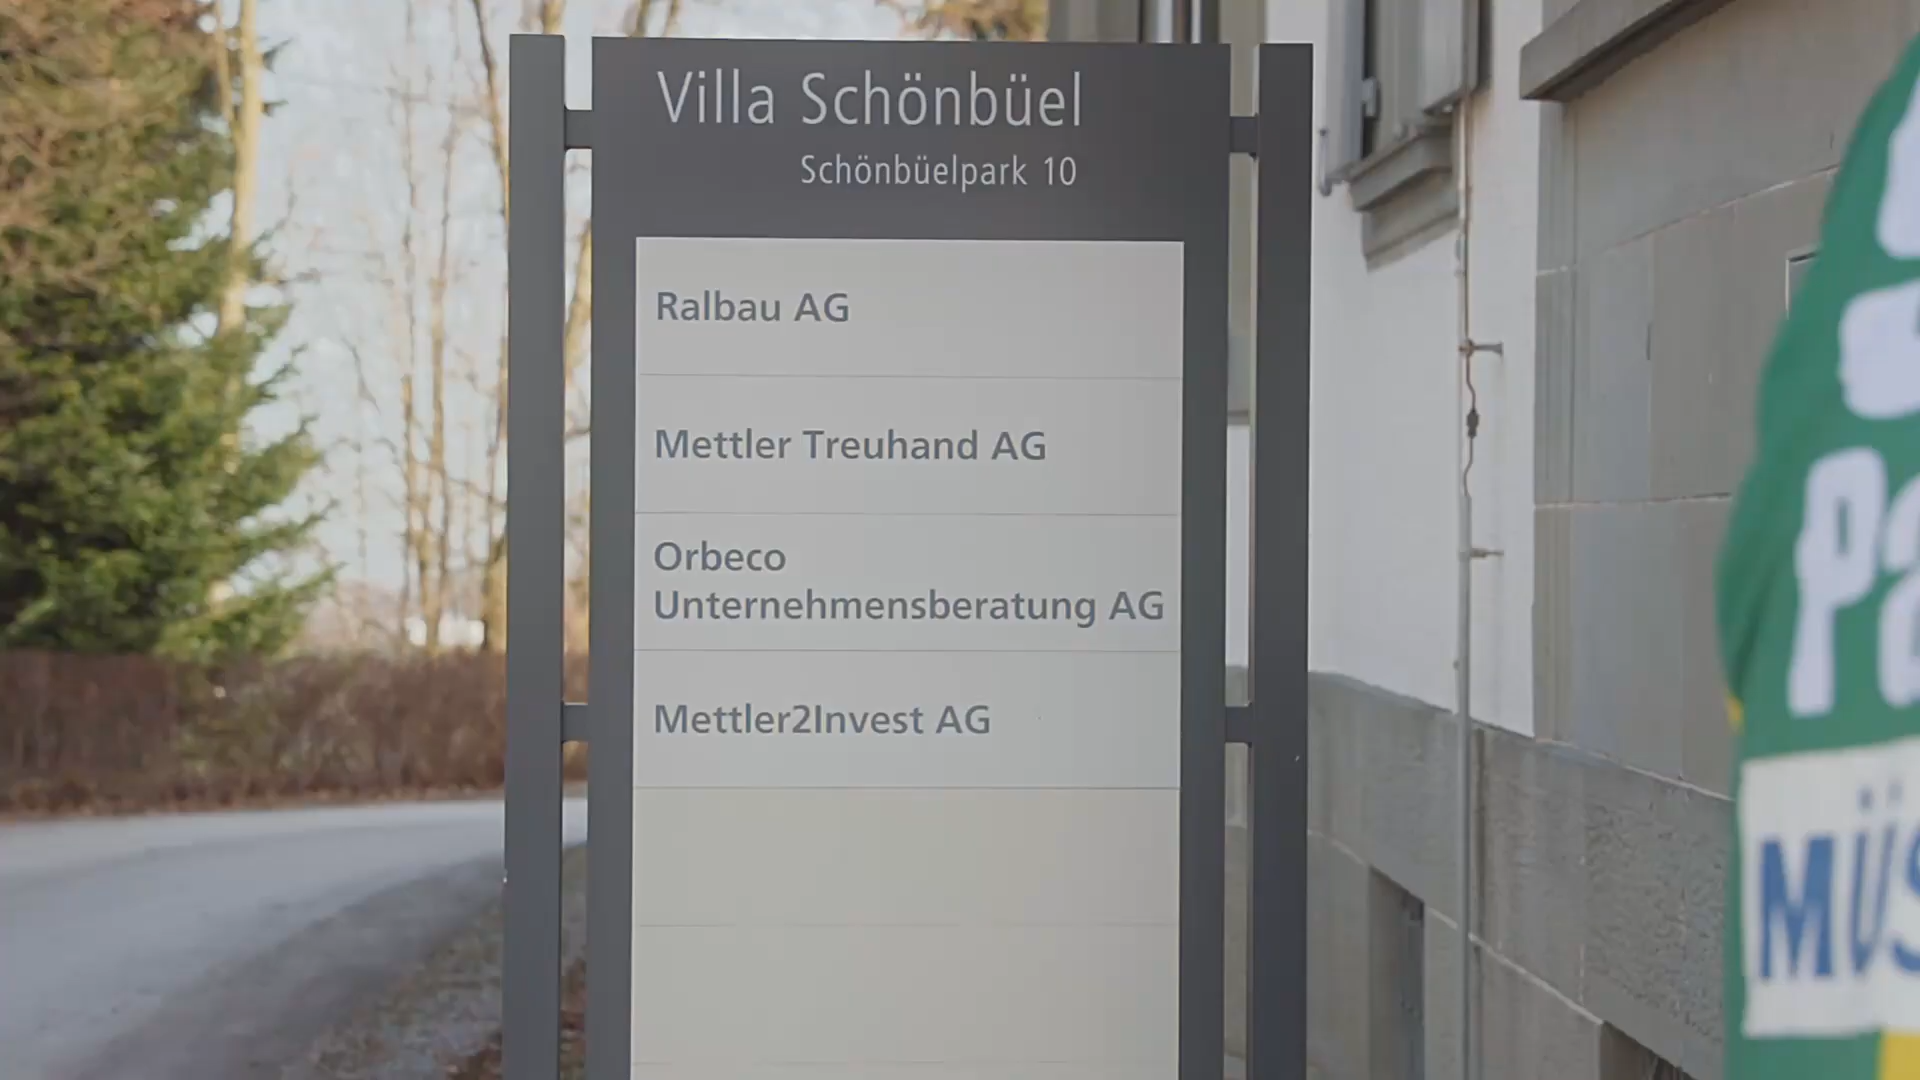 Villa Schönbüel
Schönbüelpark 10
Ralbau AG
Mettler Treuhand AG
Orbeco
Unternehmensberatung AG
Mettler2Invest AG